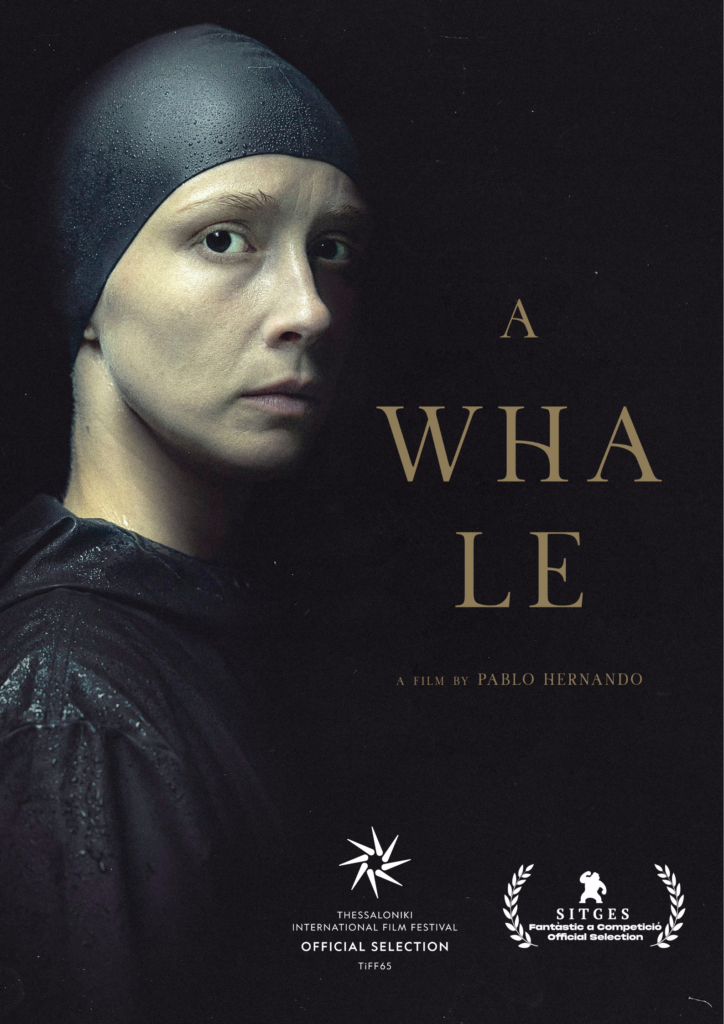 A
WHA
LE
A FILM BY PABLO HERNANDO
THESSALONIKI
INTERNATIONAL FILM FESTIVAL
OFFICIAL SELECTION
TiFF65
SITGES
Fantàstic a Competició
Official Selection